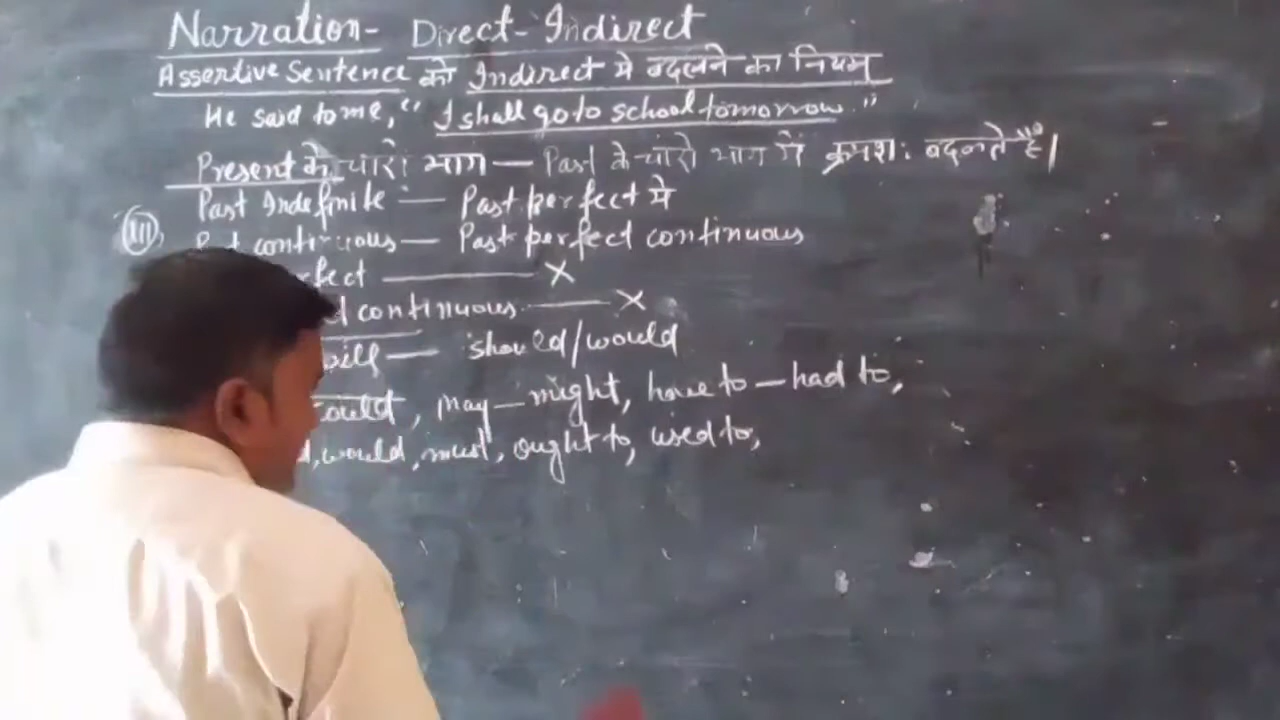 Narration- Direct-Indirect
Assertive Sentence को Indirect मे बदलने का नियम
He said to me, "I shall go to school tomorrow."
Present के चारो भाग — Past के चारो भाग में क्रमश: बदलते हैं।
Past Indefinite — Past perfect मे
(III), continuous — Past perfect continuous
fect — X
continuous — X
will — should/would
could, may—might, have to—had to,
would, must, ought to, used to,